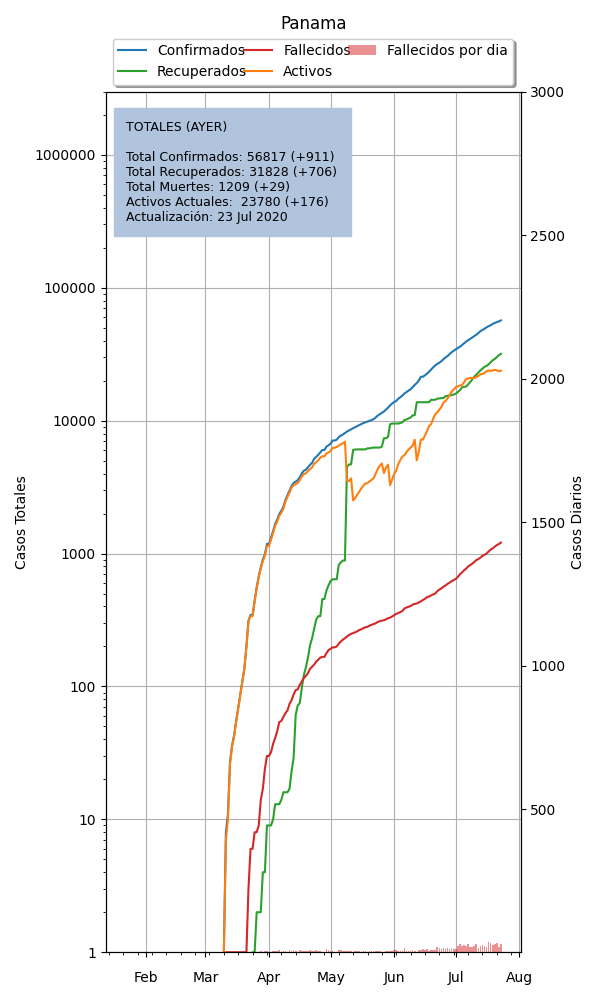 Panama
Confirmados Fallecidos Fallecidos por dia
Recuperados Activos
TOTALES (AYER)
Total Confirmados: 56817 (+911)
Total Recuperados: 31828 (+706)
Total Muertes: 1209 (+29)
Activos Actuales:  23780 (+176)
Actualización: 23 Jul 2020
Casos Totales
1000000
100000
10000
1000
100
10
1
3000
2500
2000
1500
1000
500
Casos Diarios
Feb Mar Apr May Jun Jul Aug